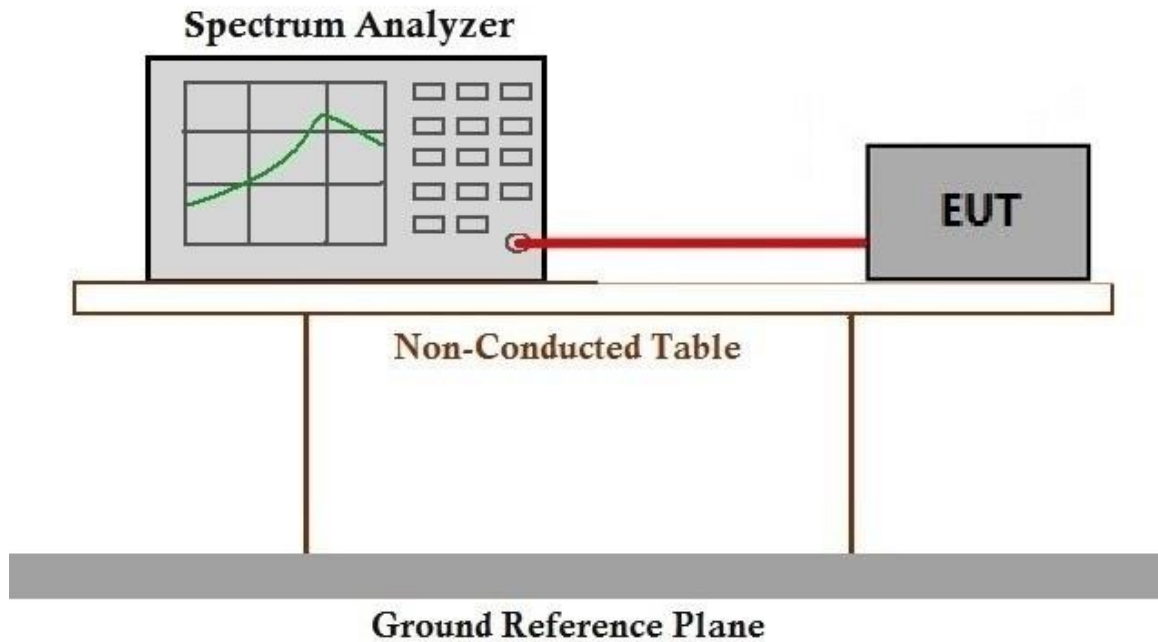 Spectrum Analyzer
EUT
Non-Conducted Table
Ground Reference Plane